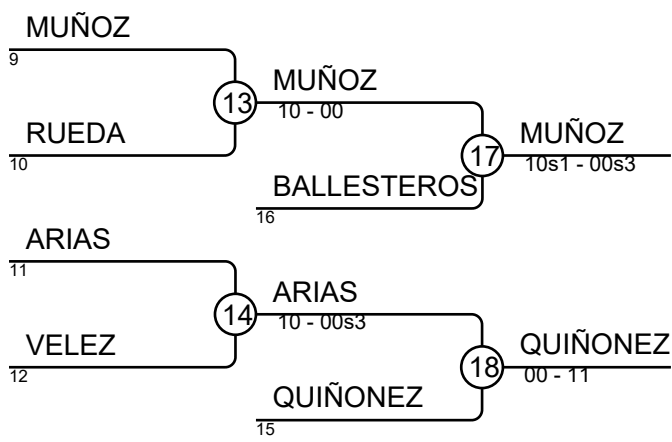 MUÑOZ
9
13
MUÑOZ
10 - 00
RUEDA
10
17
MUÑOZ
10s1 - 00s3
BALLESTEROS
16
ARIAS
11
14
ARIAS
10 - 00s3
VELEZ
12
18
QUIÑONEZ
00 - 11
QUIÑONEZ
15